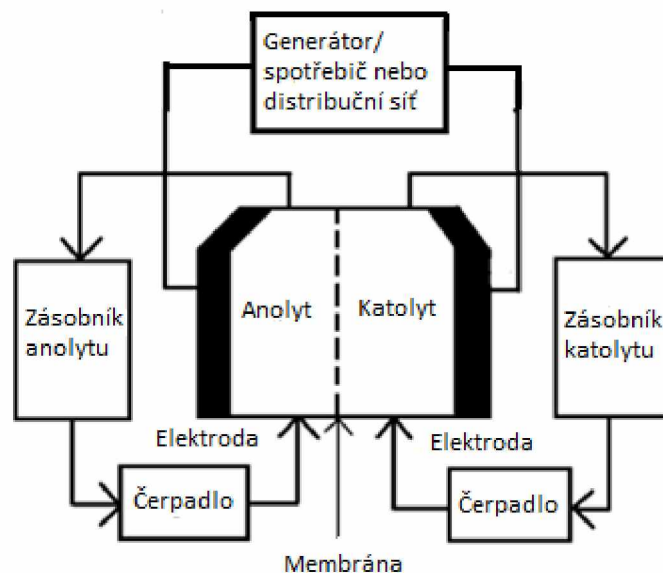 Generátor/
spotřebič nebo
distribuční síť
Anolyt
Katolyt
Zásobník
anolytu
Zásobník
katolytu
Elektroda
Elektroda
Čerpadlo
Čerpadlo
Membrána